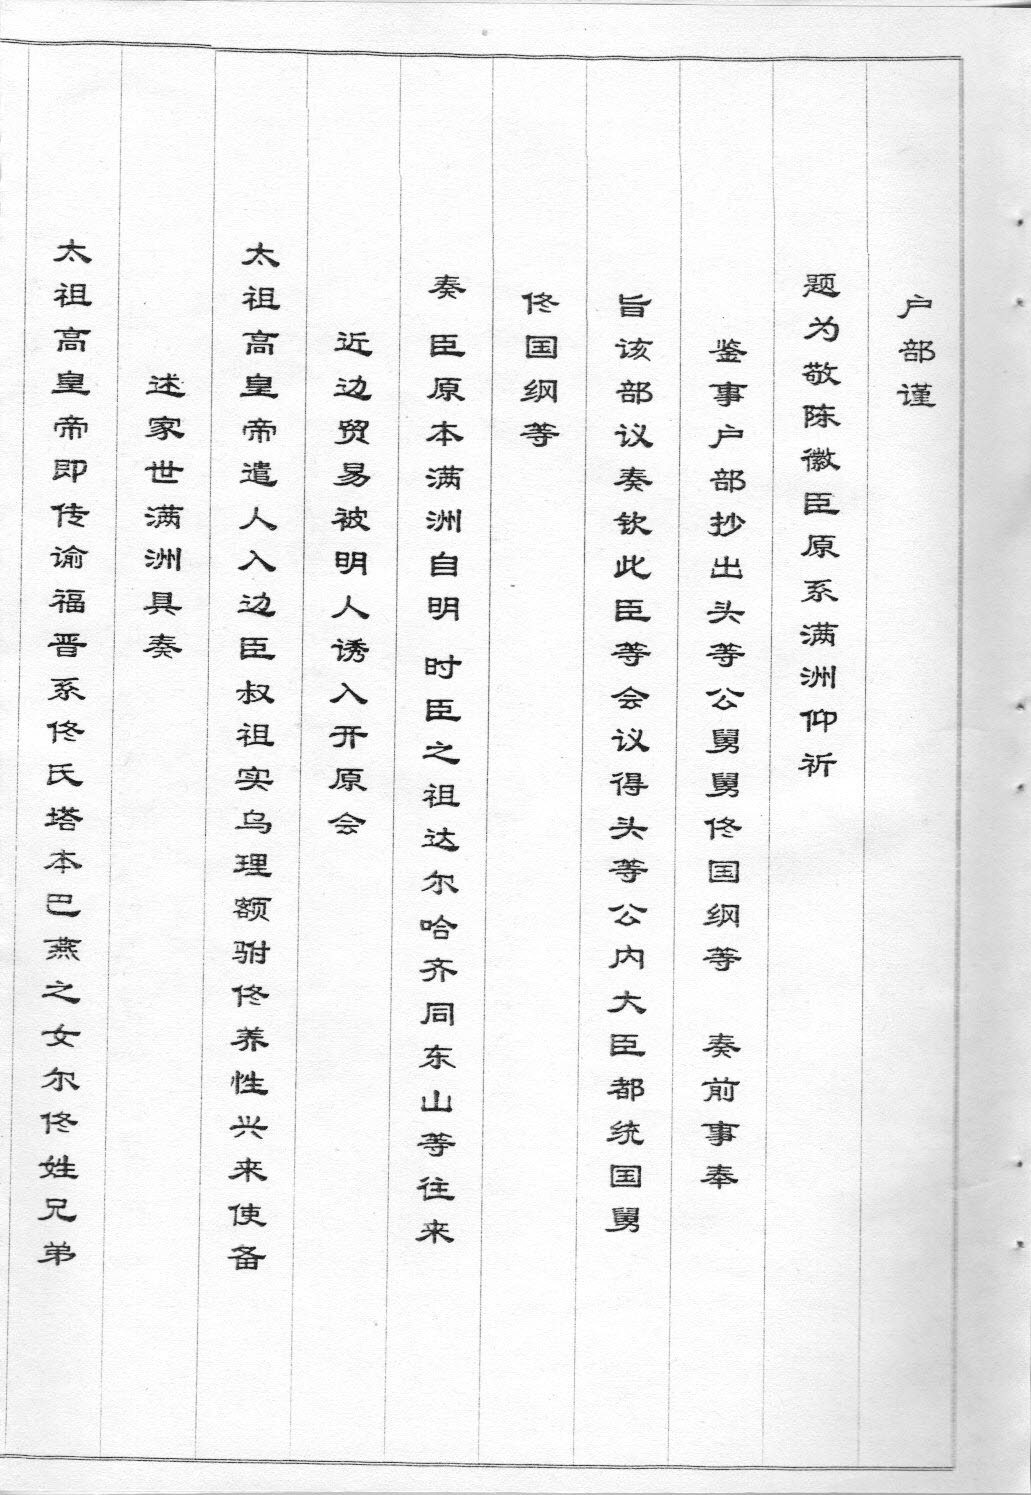 户部谨
题为敬陈徽臣原系满洲仰祈
鉴事户部抄出头等公舅舅佟国纲等 奏前事奉
旨该部议奏钦此臣等会议得头等公内大臣都统国舅
佟国纲等
奏 臣原本满洲自明 时臣之祖达尔哈齐同东山等往来
近边贸易被明人诱入开原会
太祖高皇帝遣人入边臣叔祖实乌理额驸佟养性兴来使备
述家世满洲具奏
太祖高皇帝即传谕福晋系佟氏塔本巴燕之女尔佟姓兄弟